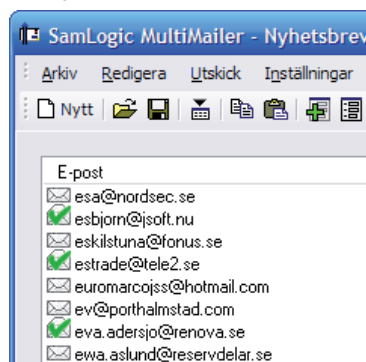 SamLogic MultiMailer - Nyhetsbrev
Arkiv Redigera Utskick Inställningar
Nytt
E-post
esa@nordsec.se
esbjorn@jsoft.nu
eskilstuna@fonus.se
estrade@tele2.se
euromarcojss@hotmail.com
ev@porthalmstad.com
eva.adersjo@renova.se
ewa.aslund@reservdelar.se